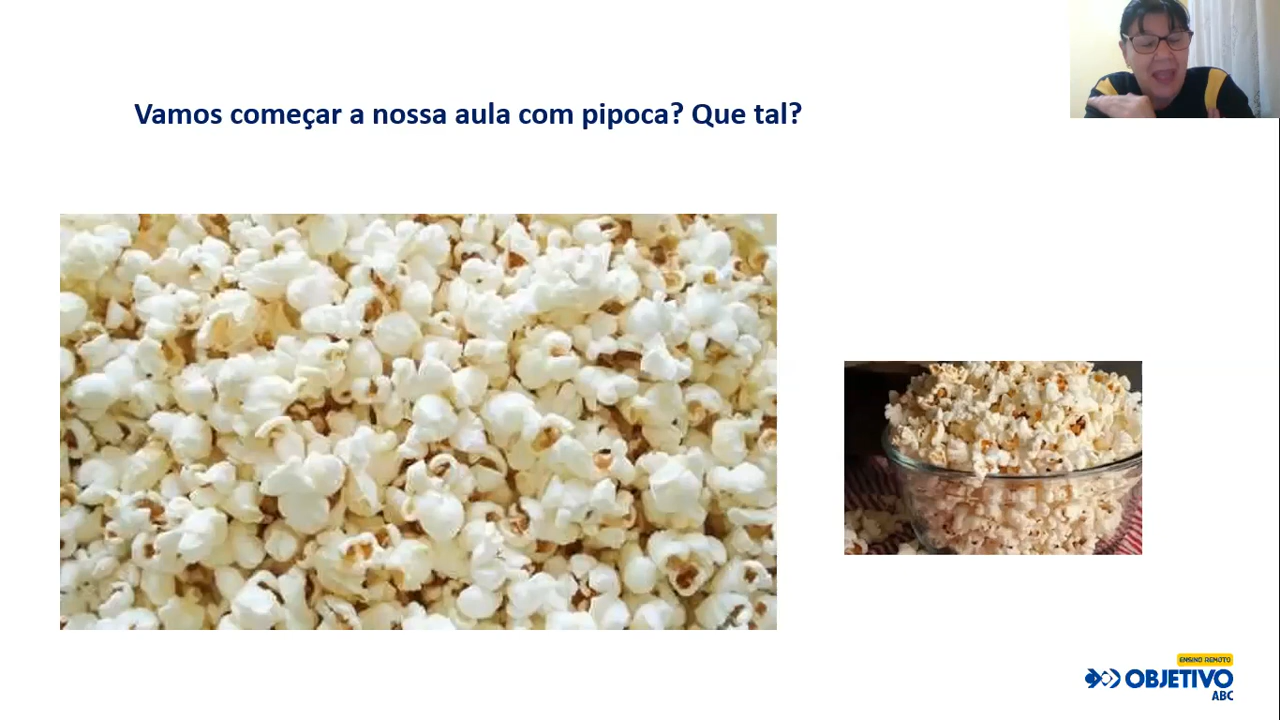 Vamos começar a nossa aula com pipoca? Que tal?
ENSINO REMOTO
OBJETIVO
ABC